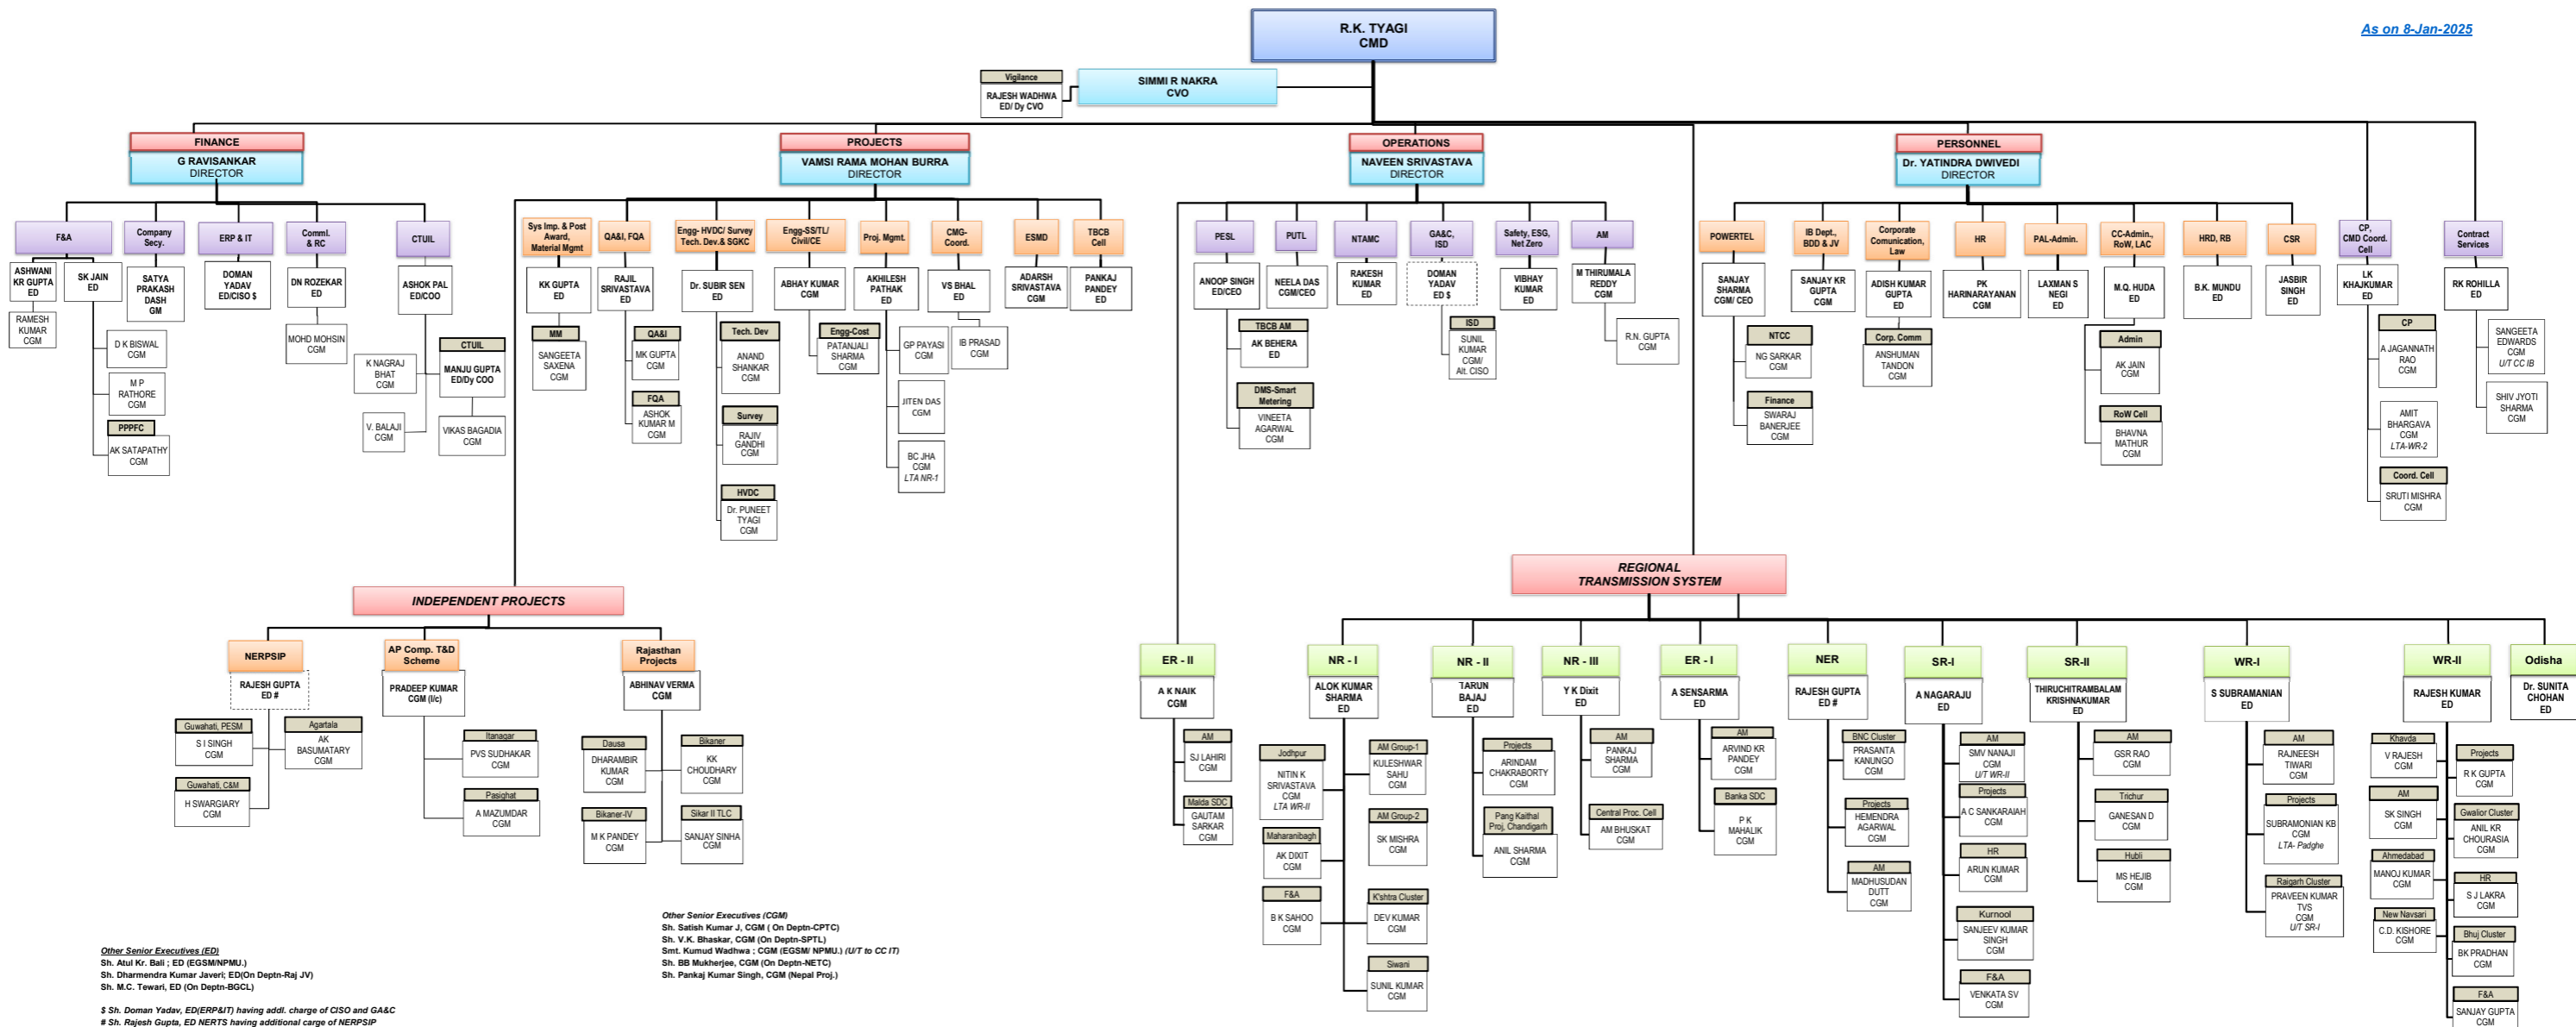 R.K. TYAGI
CMD
As on 8-Jan-2025
Vigilance
RAJESH WADHWA
ED/ Dy CVO
SIMMI R NAKRA
CVO
FINANCE
G RAVISANKAR
DIRECTOR
PROJECTS
VAMSI RAMA MOHAN BURRA
DIRECTOR
OPERATIONS
NAVEEN SRIVASTAVA
DIRECTOR
PERSONNEL
Dr. YATINDRA DWIVEDI
DIRECTOR
F&A
ASHWANI
KR GUPTA
ED
RAMESH
KUMAR
CGM
SK JAIN
ED
D K BISWAL
CGM
M P
RATHORE
CGM
PPPFC
AK SATAPATHY
CGM
Company
Secy.
SATYA
PRAKASH
DASH
GM
ERP & IT
DOMAN
YADAV
ED/CISO $
Comml.
& RC
DN ROZEKAR
ED
MOHD MOHSIN
CGM
CTUIL
ASHOK PAL
ED/COO
K NAGRAJ
BHAT
CGM
V. BALAJI
CGM
CTUIL
MANJU GUPTA
ED/Dy COO
VIKAS BAGADIA
CGM
Sys Imp. & Post
Award,
Material Mgmt
KK GUPTA
ED
MM
SANGEETA
SAXENA
CGM
QA&I, FQA
RAJIL
SRIVASTAVA
ED
QA&I
MK GUPTA
CGM
FQA
ASHOK
KUMAR M
CGM
Engg- HVDC/ Survey
Tech. Dev.& SGKC
Dr. SUBIR SEN
ED
Tech. Dev
ANAND
SHANKAR
CGM
Survey
RAJIV
GANDHI
CGM
HVDC
Dr. PUNEET
TYAGI
CGM
Engg-SS/TL/
Civil/CE
ABHAY KUMAR
CGM
Engg-Cost
PATANJALI
SHARMA
CGM
Proj. Mgmt.
AKHILESH
PATHAK
ED
GP PAYASI
CGM
JITEN DAS
CGM
BC JHA
CGM
LTA NR-1
CMG-
Coord.
VS BHAL
ED
IB PRASAD
CGM
ESMD
ADARSH
SRIVASTAVA
CGM
TBCB
Cell
PANKAJ
PANDEY
ED
PESL
ANOOP SINGH
ED/CEO
TBCB AM
AK BEHERA
ED
DMS-Smart
Metering
VINEETA
AGARWAL
CGM
PUTL
NEELA DAS
CGM/CEO
NTAMC
RAKESH
KUMAR
ED
GA&C,
ISD
DOMAN
YADAV
ED $
ISD
SUNIL
KUMAR
CGM/
Alt. CISO
Safety, ESG,
Net Zero
VIBHAY
KUMAR
ED
AM
M THIRUMALA
REDDY
CGM
R.N. GUPTA
CGM
POWERTEL
SANJAY
SHARMA
CGM/ CEO
NTCC
NG SARKAR
CGM
Finance
SWARAJ
BANERJEE
CGM
IB Dept.,
BDD & JV
SANJAY KR
GUPTA
CGM
Corporate
Comunication,
Law
ADISH KUMAR
GUPTA
ED
Corp. Comm
ANSHUMAN
TANDON
CGM
HR
PK
HARINARAYANAN
CGM
PAL-Admin.
LAXMAN S
NEGI
ED
CC-Admin.,
RoW, LAC
M.Q. HUDA
ED
Admin
AK JAIN
CGM
RoW Cell
BHAVNA
MATHUR
CGM
HRD, RB
B.K. MUNDU
ED
CSR
JASBIR
SINGH
ED
CP,
CMD Coord.
Cell
LK
KHAJKUMAR
ED
CP
A JAGANNATH
RAO
CGM
AMIT
BHARGAVA
CGM
LTA-WR-2
Coord. Cell
SRUTI MISHRA
CGM
Contract
Services
RK ROHILLA
ED
SANGEETA
EDWARDS
CGM
U/T CC IB
SHIV JYOTI
SHARMA
CGM
INDEPENDENT PROJECTS
NERPSIP
RAJESH GUPTA
ED #
Guwahati, PESM
S I SINGH
CGM
Guwahati, C&M
H SWARGIARY
CGM
Agartala
AK
BASUMATARY
CGM
AP Comp. T&D
Scheme
PRADEEP KUMAR
CGM (I/c)
Itanagar
PVS SUDHAKAR
CGM
Pasighat
A MAZUMDAR
CGM
Rajasthan
Projects
ABHINAV VERMA
CGM
Dausa
DHARAMBIR
KUMAR
CGM
Bikaner
KK
CHOUDHARY
CGM
Bikaner-IV
M K PANDEY
CGM
Sikar II TLC
SANJAY SINHA
CGM
REGIONAL
TRANSMISSION SYSTEM
ER - II
A K NAIK
CGM
AM
SJ LAHIRI
CGM
Malda SDC
GAUTAM
SARKAR
CGM
NR - I
ALOK KUMAR
SHARMA
ED
Jodhpur
NITIN K
SRIVASTAVA
CGM
LTA WR-II
Maharanibagh
AK DIXIT
CGM
F&A
B K SAHOO
CGM
AM Group-1
KULESHWAR
SAHU
CGM
AM Group-2
SK MISHRA
CGM
K'shtra Cluster
DEV KUMAR
CGM
Siwani
SUNIL KUMAR
CGM
NR - II
TARUN
BAJAJ
ED
Projects
ARINDAM
CHAKRABORTY
CGM
Pang Kaithal
Proj, Chandigarh
ANIL SHARMA
CGM
NR - III
Y K Dixit
ED
AM
PANKAJ
SHARMA
CGM
Central Proc. Cell
AM BHUSKAT
CGM
ER - I
A SENSARMA
ED
AM
ARVIND KR
PANDEY
CGM
Banka SDC
P K
MAHALIK
CGM
NER
RAJESH GUPTA
ED #
BNC Cluster
PRASANTA
KANUNGO
CGM
Projects
HEMENDRA
AGARWAL
CGM
AM
MADHUSUDAN
DUTT
CGM
SR-I
A NAGARAJU
ED
AM
SMV NANAJI
CGM
U/T WR-II
Projects
A C SANKARAIAH
CGM
HR
ARUN KUMAR
CGM
Kurnool
SANJEEV KUMAR
SINGH
CGM
F&A
VENKATA SV
CGM
SR-II
THIRUCHITRAMBALAM
KRISHNAKUMAR
ED
AM
GSR RAO
CGM
Trichur
GANESAN D
CGM
Hubli
MS HEJIB
CGM
WR-I
S SUBRAMANIAN
ED
AM
RAJNEESH
TIWARI
CGM
Projects
SUBRAMONIAN KB
CGM
LTA- Padghe
Raigarh Cluster
PRAVEEN KUMAR
TVS
CGM
U/T SR-I
WR-II
RAJESH KUMAR
ED
Khavda
V RAJESH
CGM
AM
SK SINGH
CGM
Ahmedabad
MANOJ KUMAR
CGM
New Navsari
C.D. KISHORE
CGM
Projects
R K GUPTA
CGM
Gwalior Cluster
ANIL KR
CHOURASIA
CGM
HR
S J LAKRA
CGM
Bhuj Cluster
BK PRADHAN
CGM
F&A
SANJAY GUPTA
CGM
Odisha
Dr. SUNITA
CHOHAN
ED
Other Senior Executives (ED)
Sh. Atul Kr. Bali ; ED (EGSM/NPMU.)
Sh. Dharmendra Kumar Javeri; ED(On Deptn-Raj JV)
Sh. M.C. Tewari, ED (On Deptn-BGCL)
$ Sh. Doman Yadav, ED(ERP&IT) having addl. charge of CISO and GA&C
# Sh. Rajesh Gupta, ED NERTS having additional carge of NERPSIP
Other Senior Executives (CGM)
Sh. Satish Kumar J, CGM ( On Deptn-CPTC)
Sh. V.K. Bhaskar, CGM (On Deptn-SPTL)
Smt. Kumud Wadhwa ; CGM (EGSM/ NPMU.) (U/T to CC IT)
Sh. BB Mukherjee, CGM (On Deptn-NETC)
Sh. Pankaj Kumar Singh, CGM (Nepal Proj.)